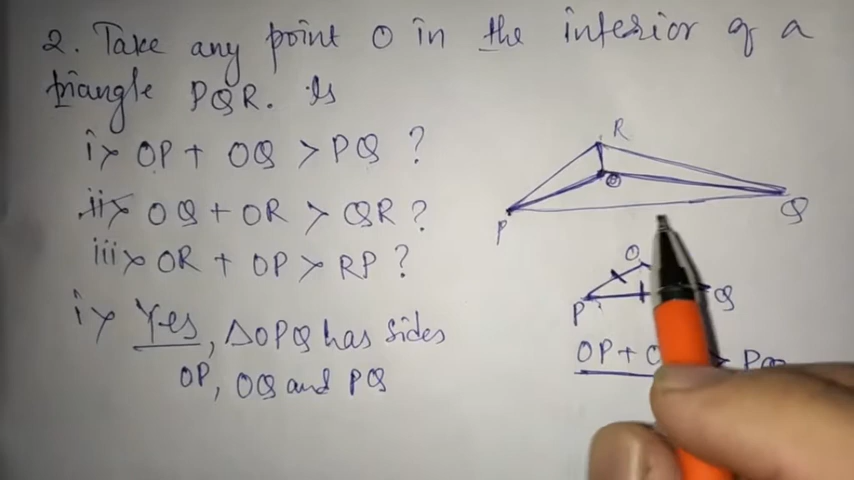 2. Take any point O in the interior of a
triangle PQR. Is
i> OP + OQ > PQ ?
ii> OQ + OR > QR ?
iii> OR + OP > RP ?
i> Yes, ΔOPQ has sides
OP, OQ and PQ
R
O
P
Q
O
P
Q
OP + O > PQ